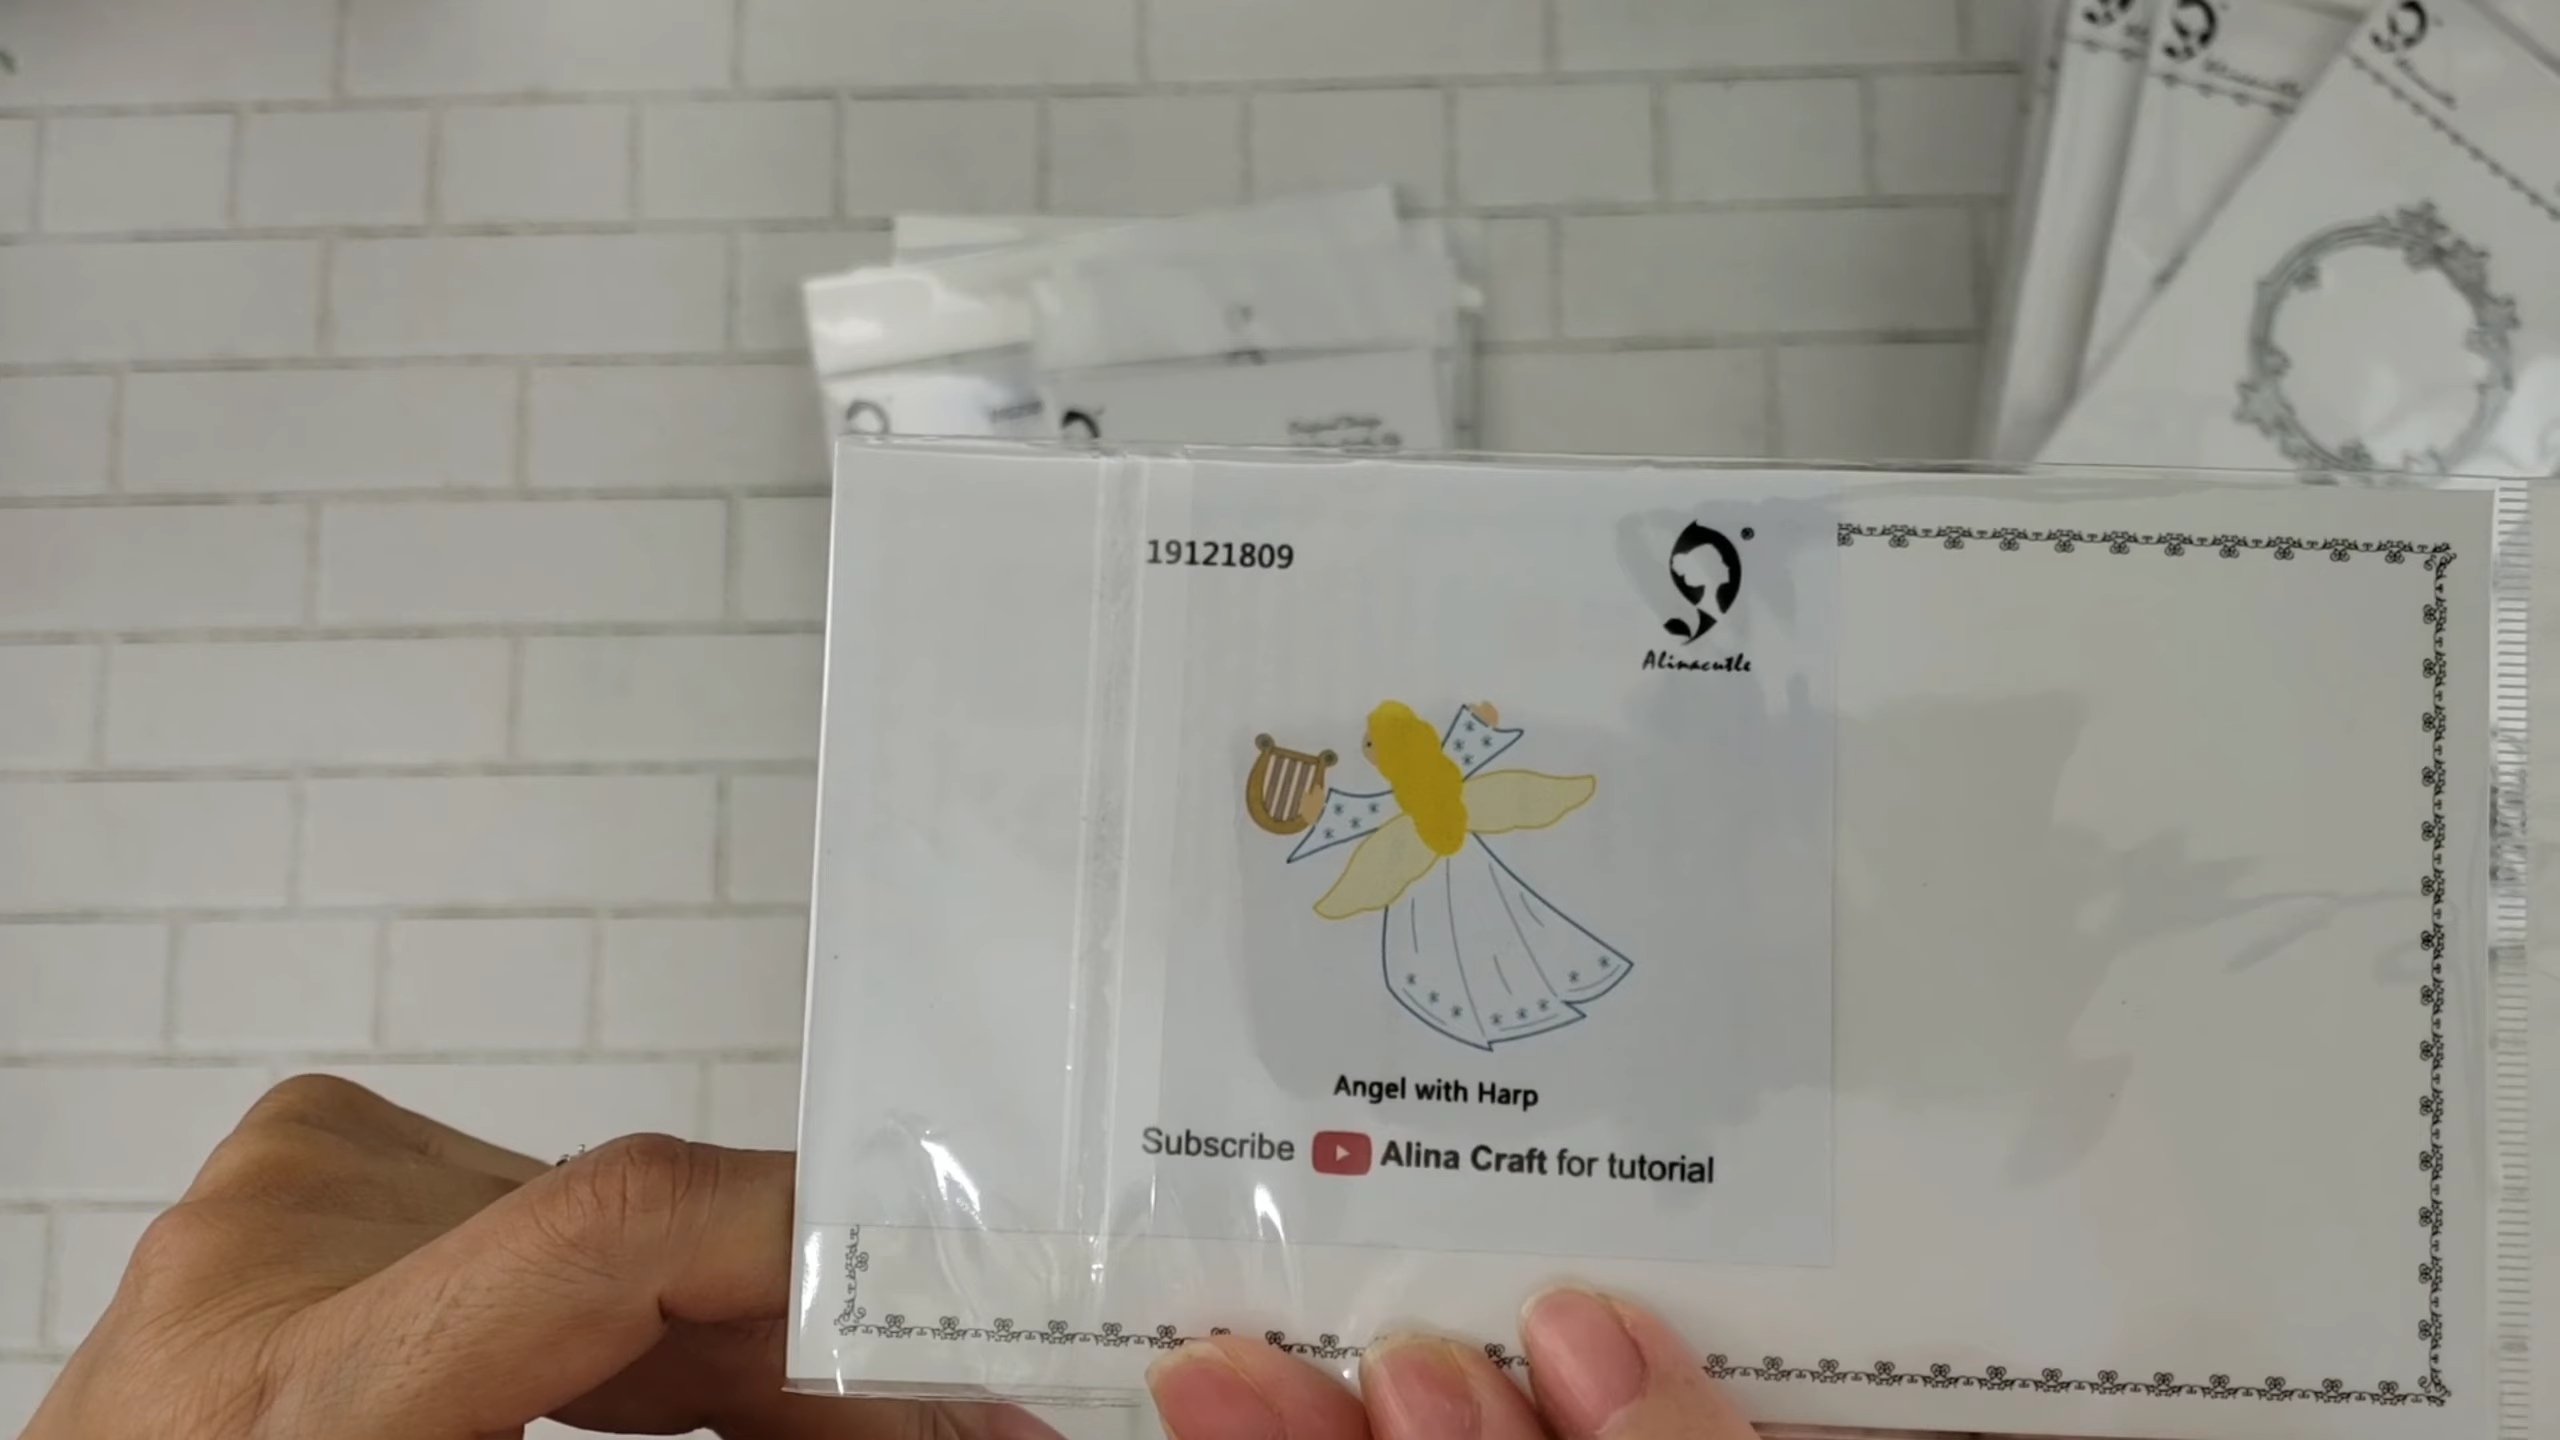 19121809
®
Alinacutle
Angel with Harp
Subscribe Alina Craft for tutorial